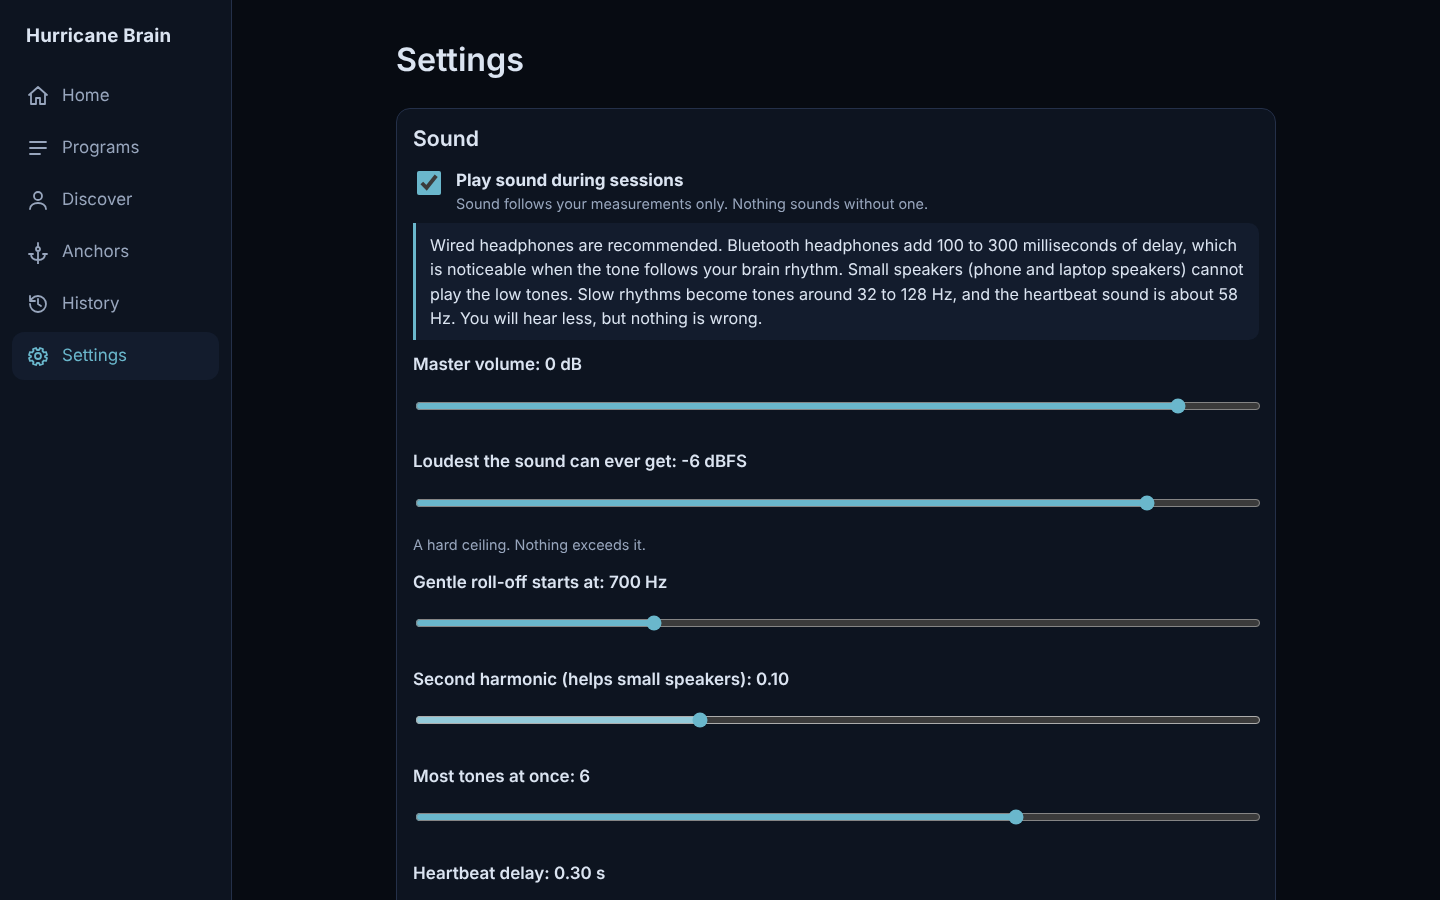 Hurricane Brain
Home
Programs
Discover
Anchors
History
Settings
Settings
Sound
Play sound during sessions
Sound follows your measurements only. Nothing sounds without one.
Wired headphones are recommended. Bluetooth headphones add 100 to 300 milliseconds of delay, which
is noticeable when the tone follows your brain rhythm. Small speakers (phone and laptop speakers) cannot
play the low tones. Slow rhythms become tones around 32 to 128 Hz, and the heartbeat sound is about 58
Hz. You will hear less, but nothing is wrong.
Master volume: 0 dB
Loudest the sound can ever get: -6 dBFS
A hard ceiling. Nothing exceeds it.
Gentle roll-off starts at: 700 Hz
Second harmonic (helps small speakers): 0.10
Most tones at once: 6
Heartbeat delay: 0.30 s